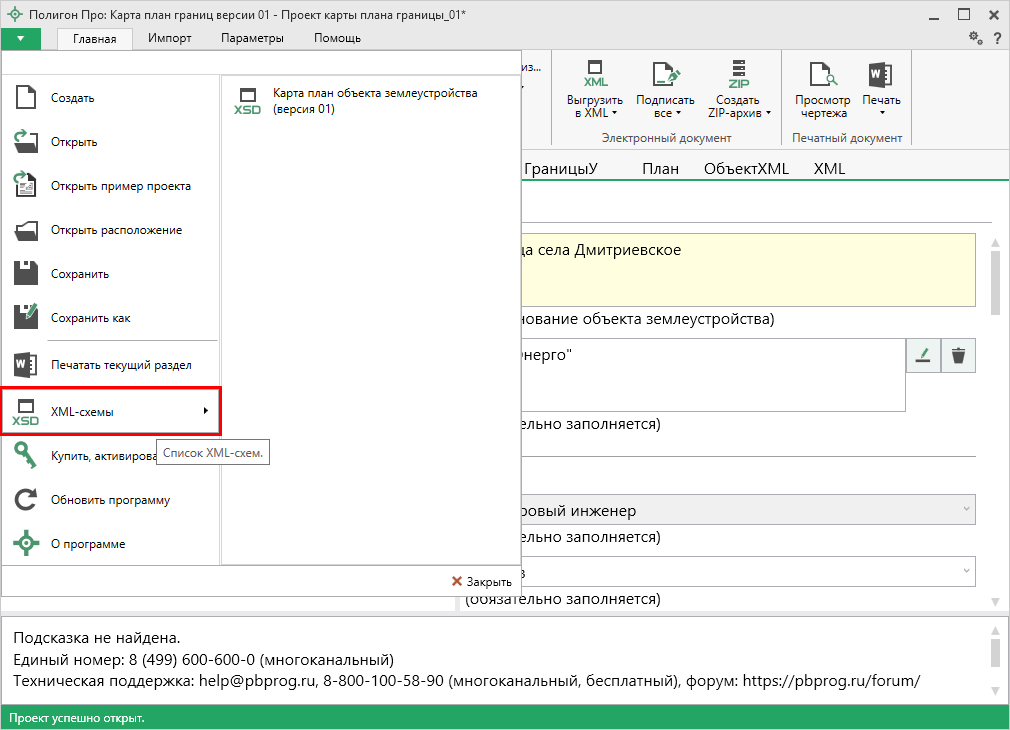 Полигон Про: Карта план границ версии 01 - Проект карты плана границы_01*
Главная
Импорт
Параметры
Помощь
?
Создать
Открыть
Открыть пример проекта
Открыть расположение
Сохранить
Сохранить как
W
Печатать текущий раздел
XSD
XML-схемы
Список XML-схем.
Купить, активирова
Обновить программу
О программе
XSD
Карта план объекта землеустройства
(версия 01)
Закрыть
из...
XML
Выгрузить
в XML
Подписать
все
ZIP
Создать
ZIP-архив
Электронный документ
Просмотр
чертежа
W
Печать
Печатный документ
ГраницыУ
План
ОбъектXML
XML
ца села Дмитриевское
нование объекта землеустройства)
Энерго"
ельно заполняется)
ровый инженер
ельно заполняется)
в
(обязательно заполняется)
Подсказка не найдена.
Единый номер: 8 (499) 600-600-0 (многоканальный)
Техническая поддержка: help@pbprog.ru, 8-800-100-58-90 (многоканальный, бесплатный), форум: https://pbprog.ru/forum/
Проект успешно открыт.